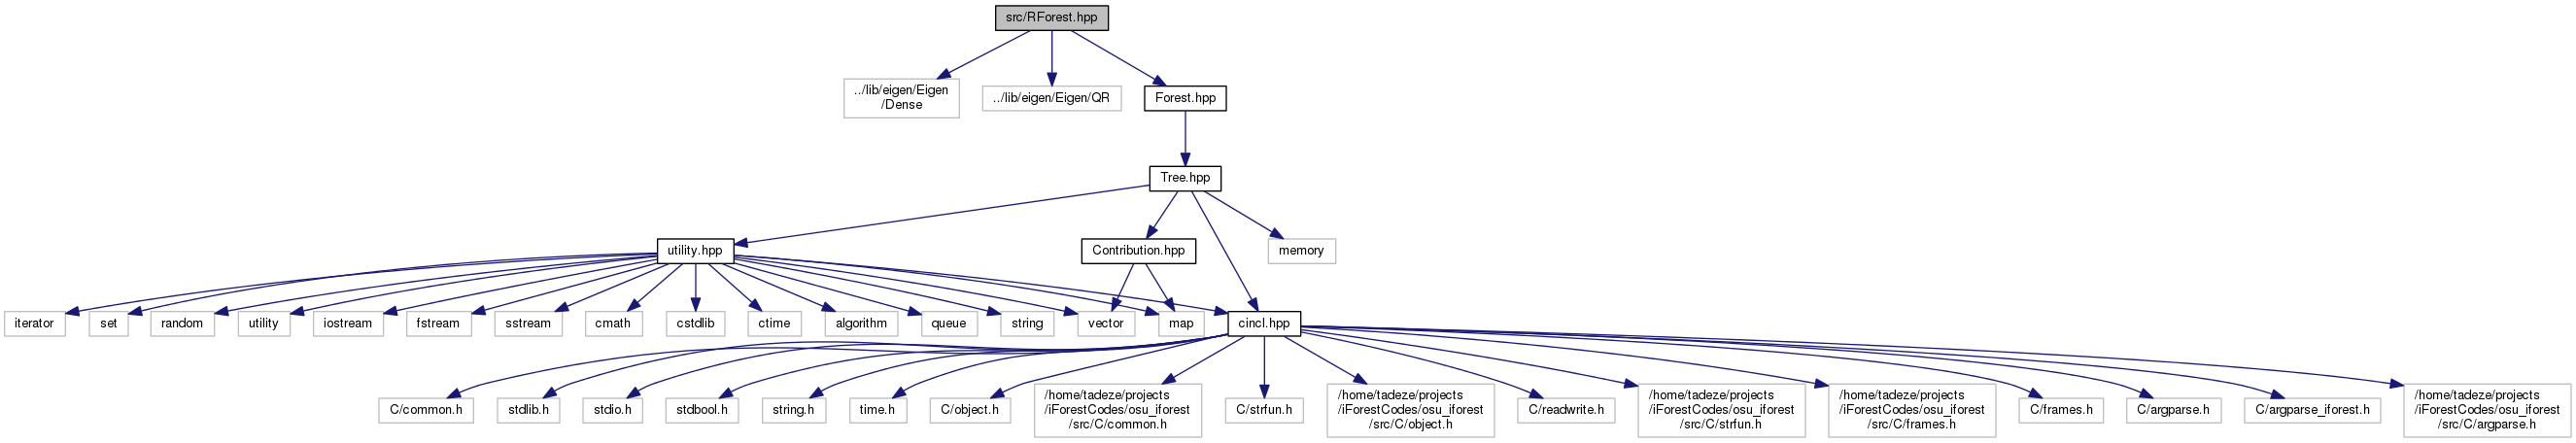 src/RForest.hpp
../lib/eigen/Eigen
/Dense
../lib/eigen/Eigen/QR
Forest.hpp
Tree.hpp
utility.hpp
Contribution.hpp
memory
iterator
set
random
utility
iostream
fstream
sstream
cmath
cstdlib
ctime
algorithm
queue
string
vector
map
cincl.hpp
C/common.h
stdlib.h
stdio.h
stdbool.h
string.h
time.h
C/object.h
/home/tadeze/projects
/iForestCodes/osu_iforest
/src/C/common.h
C/strfun.h
/home/tadeze/projects
/iForestCodes/osu_iforest
/src/C/object.h
C/readwrite.h
/home/tadeze/projects
/iForestCodes/osu_iforest
/src/C/strfun.h
/home/tadeze/projects
/iForestCodes/osu_iforest
/src/C/frames.h
C/frames.h
C/argparse.h
C/argparse_iforest.h
/home/tadeze/projects
/iForestCodes/osu_iforest
/src/C/argparse.h